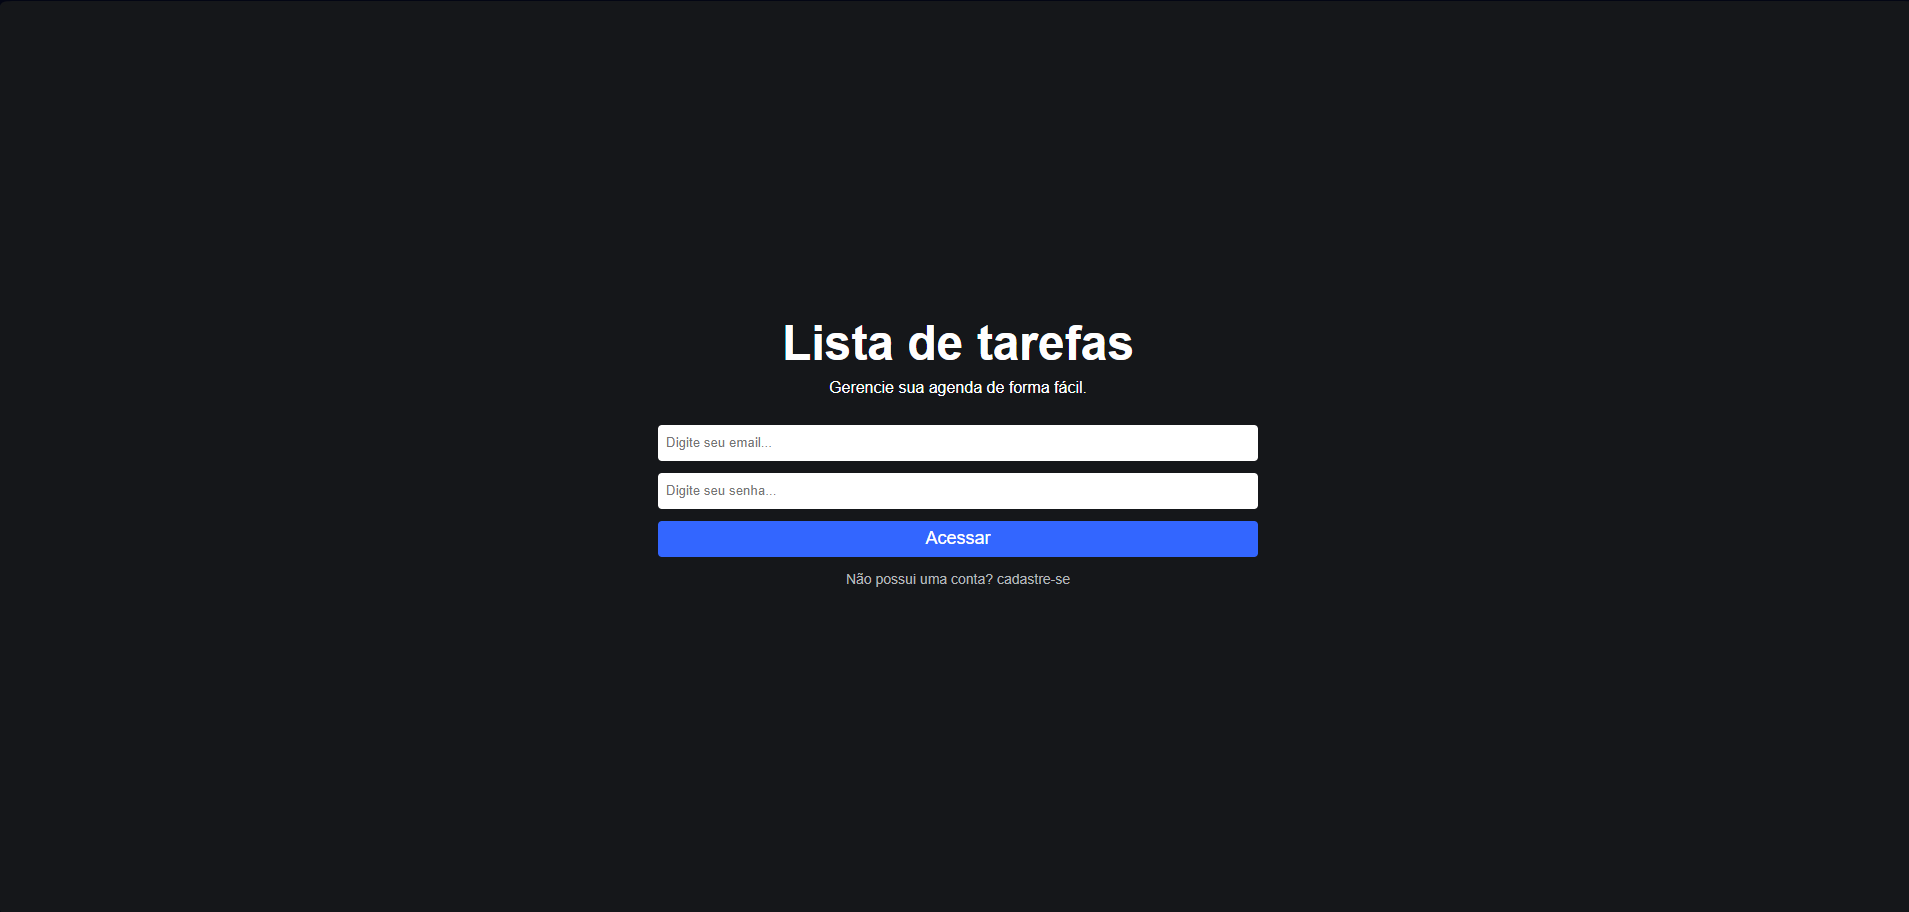 Lista de tarefas
Gerencie sua agenda de forma fácil.
Digite seu email...
Digite seu senha...
Acessar
Não possui uma conta? cadastre-se